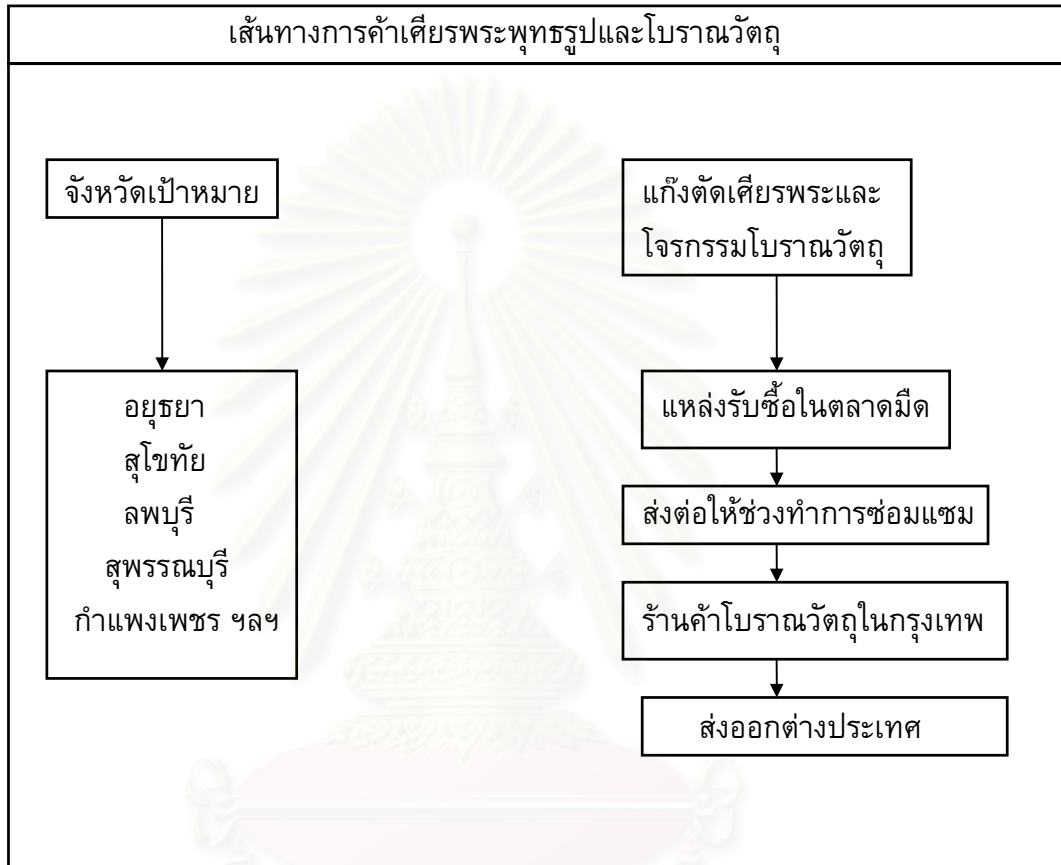 เส้นทางการค้าเศียรพระพุทธรูปและโบราณวัตถุ
จังหวัดเป้าหมาย
อยุธยา
สุโขทัย
ลพบุรี
สุพรรณบุรี
กำแพงเพชร ฯลฯ
แก๊งตัดเศียรพระและ
โจรกรรมโบราณวัตถุ
แหล่งรับซื้อในตลาดมืด
ส่งต่อให้ช่วงทำการซ่อมแซม
ร้านค้าโบราณวัตถุในกรุงเทพ
ส่งออกต่างประเทศ